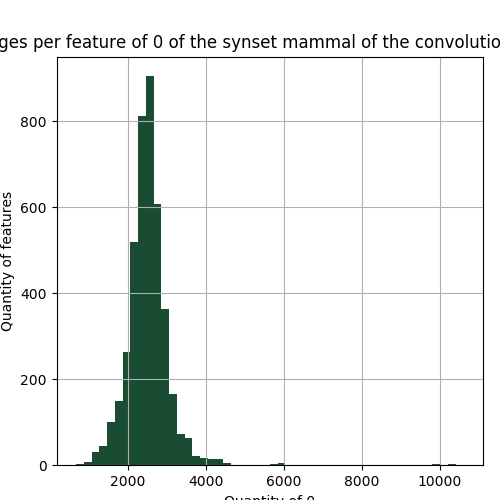 ges per feature of 0 of the synset mammal of the convolutio
800
600
400
200
0
Quantity of features
2000 4000 6000 8000 10000
Quantity of 0